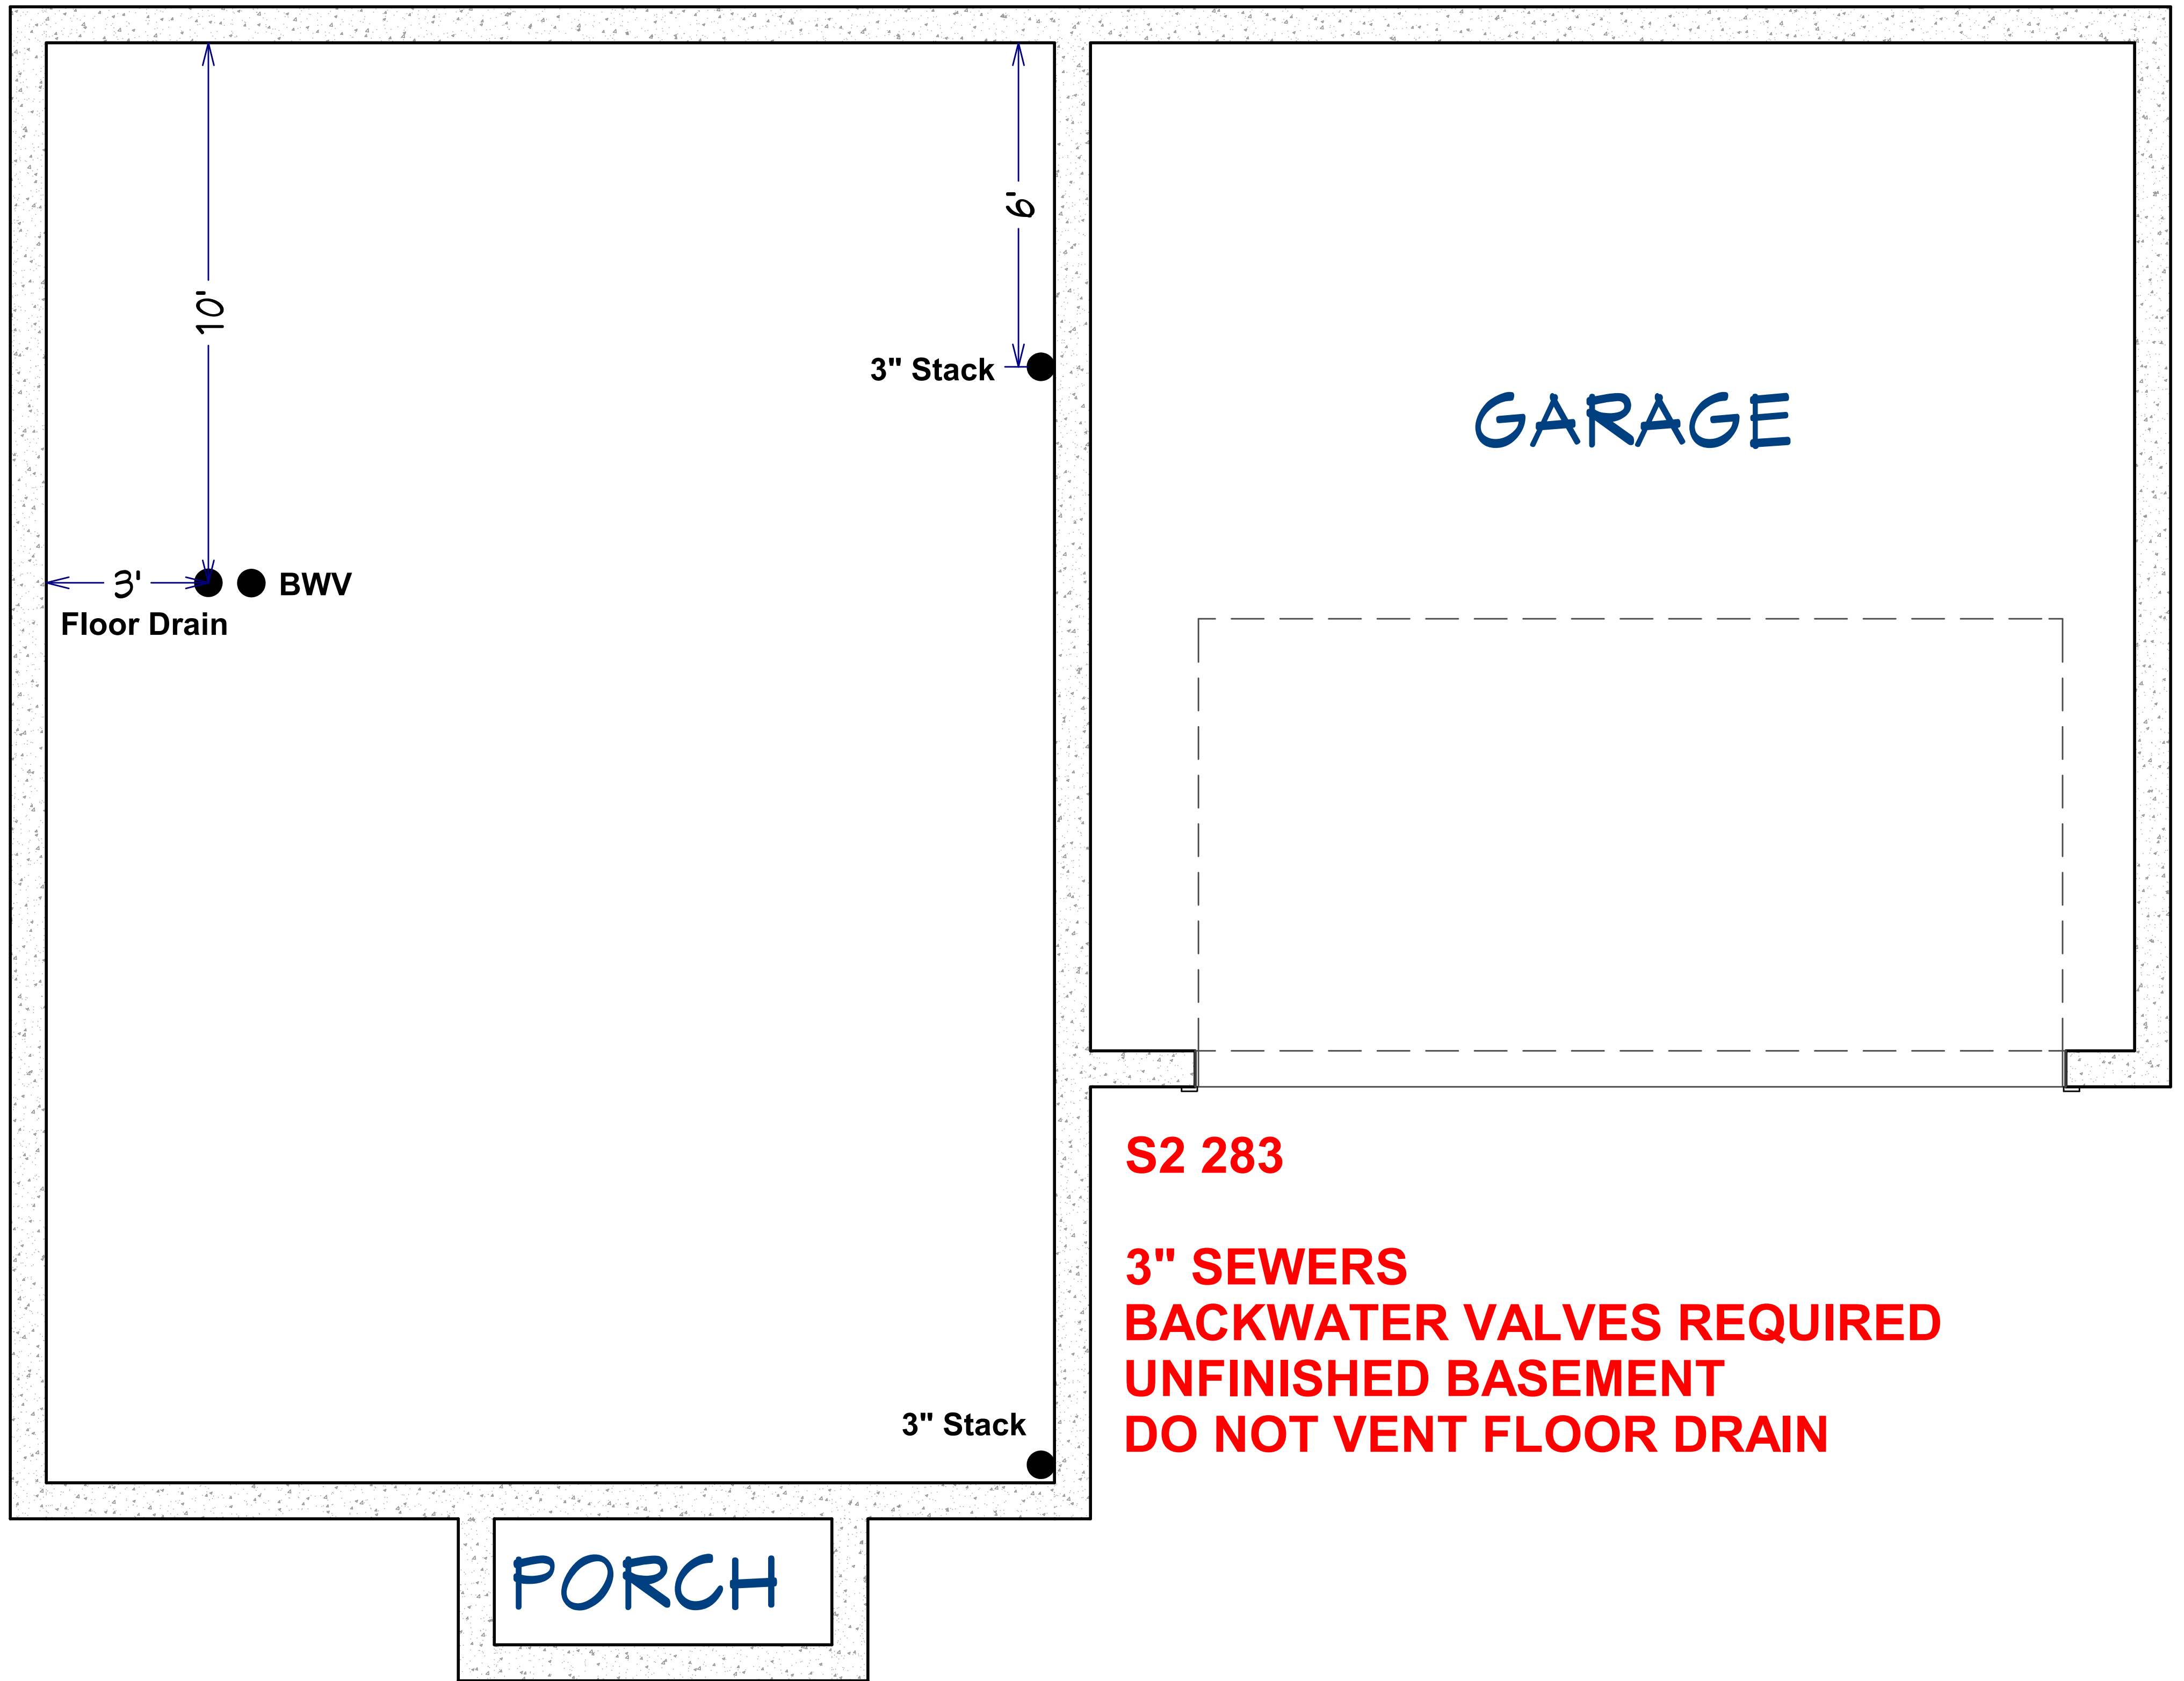 10'
6'
3" Stack
GARAGE
3'
BWV
Floor Drain
S2 283
3" SEWERS
BACKWATER VALVES REQUIRED
UNFINISHED BASEMENT
DO NOT VENT FLOOR DRAIN
3" Stack
PORCH